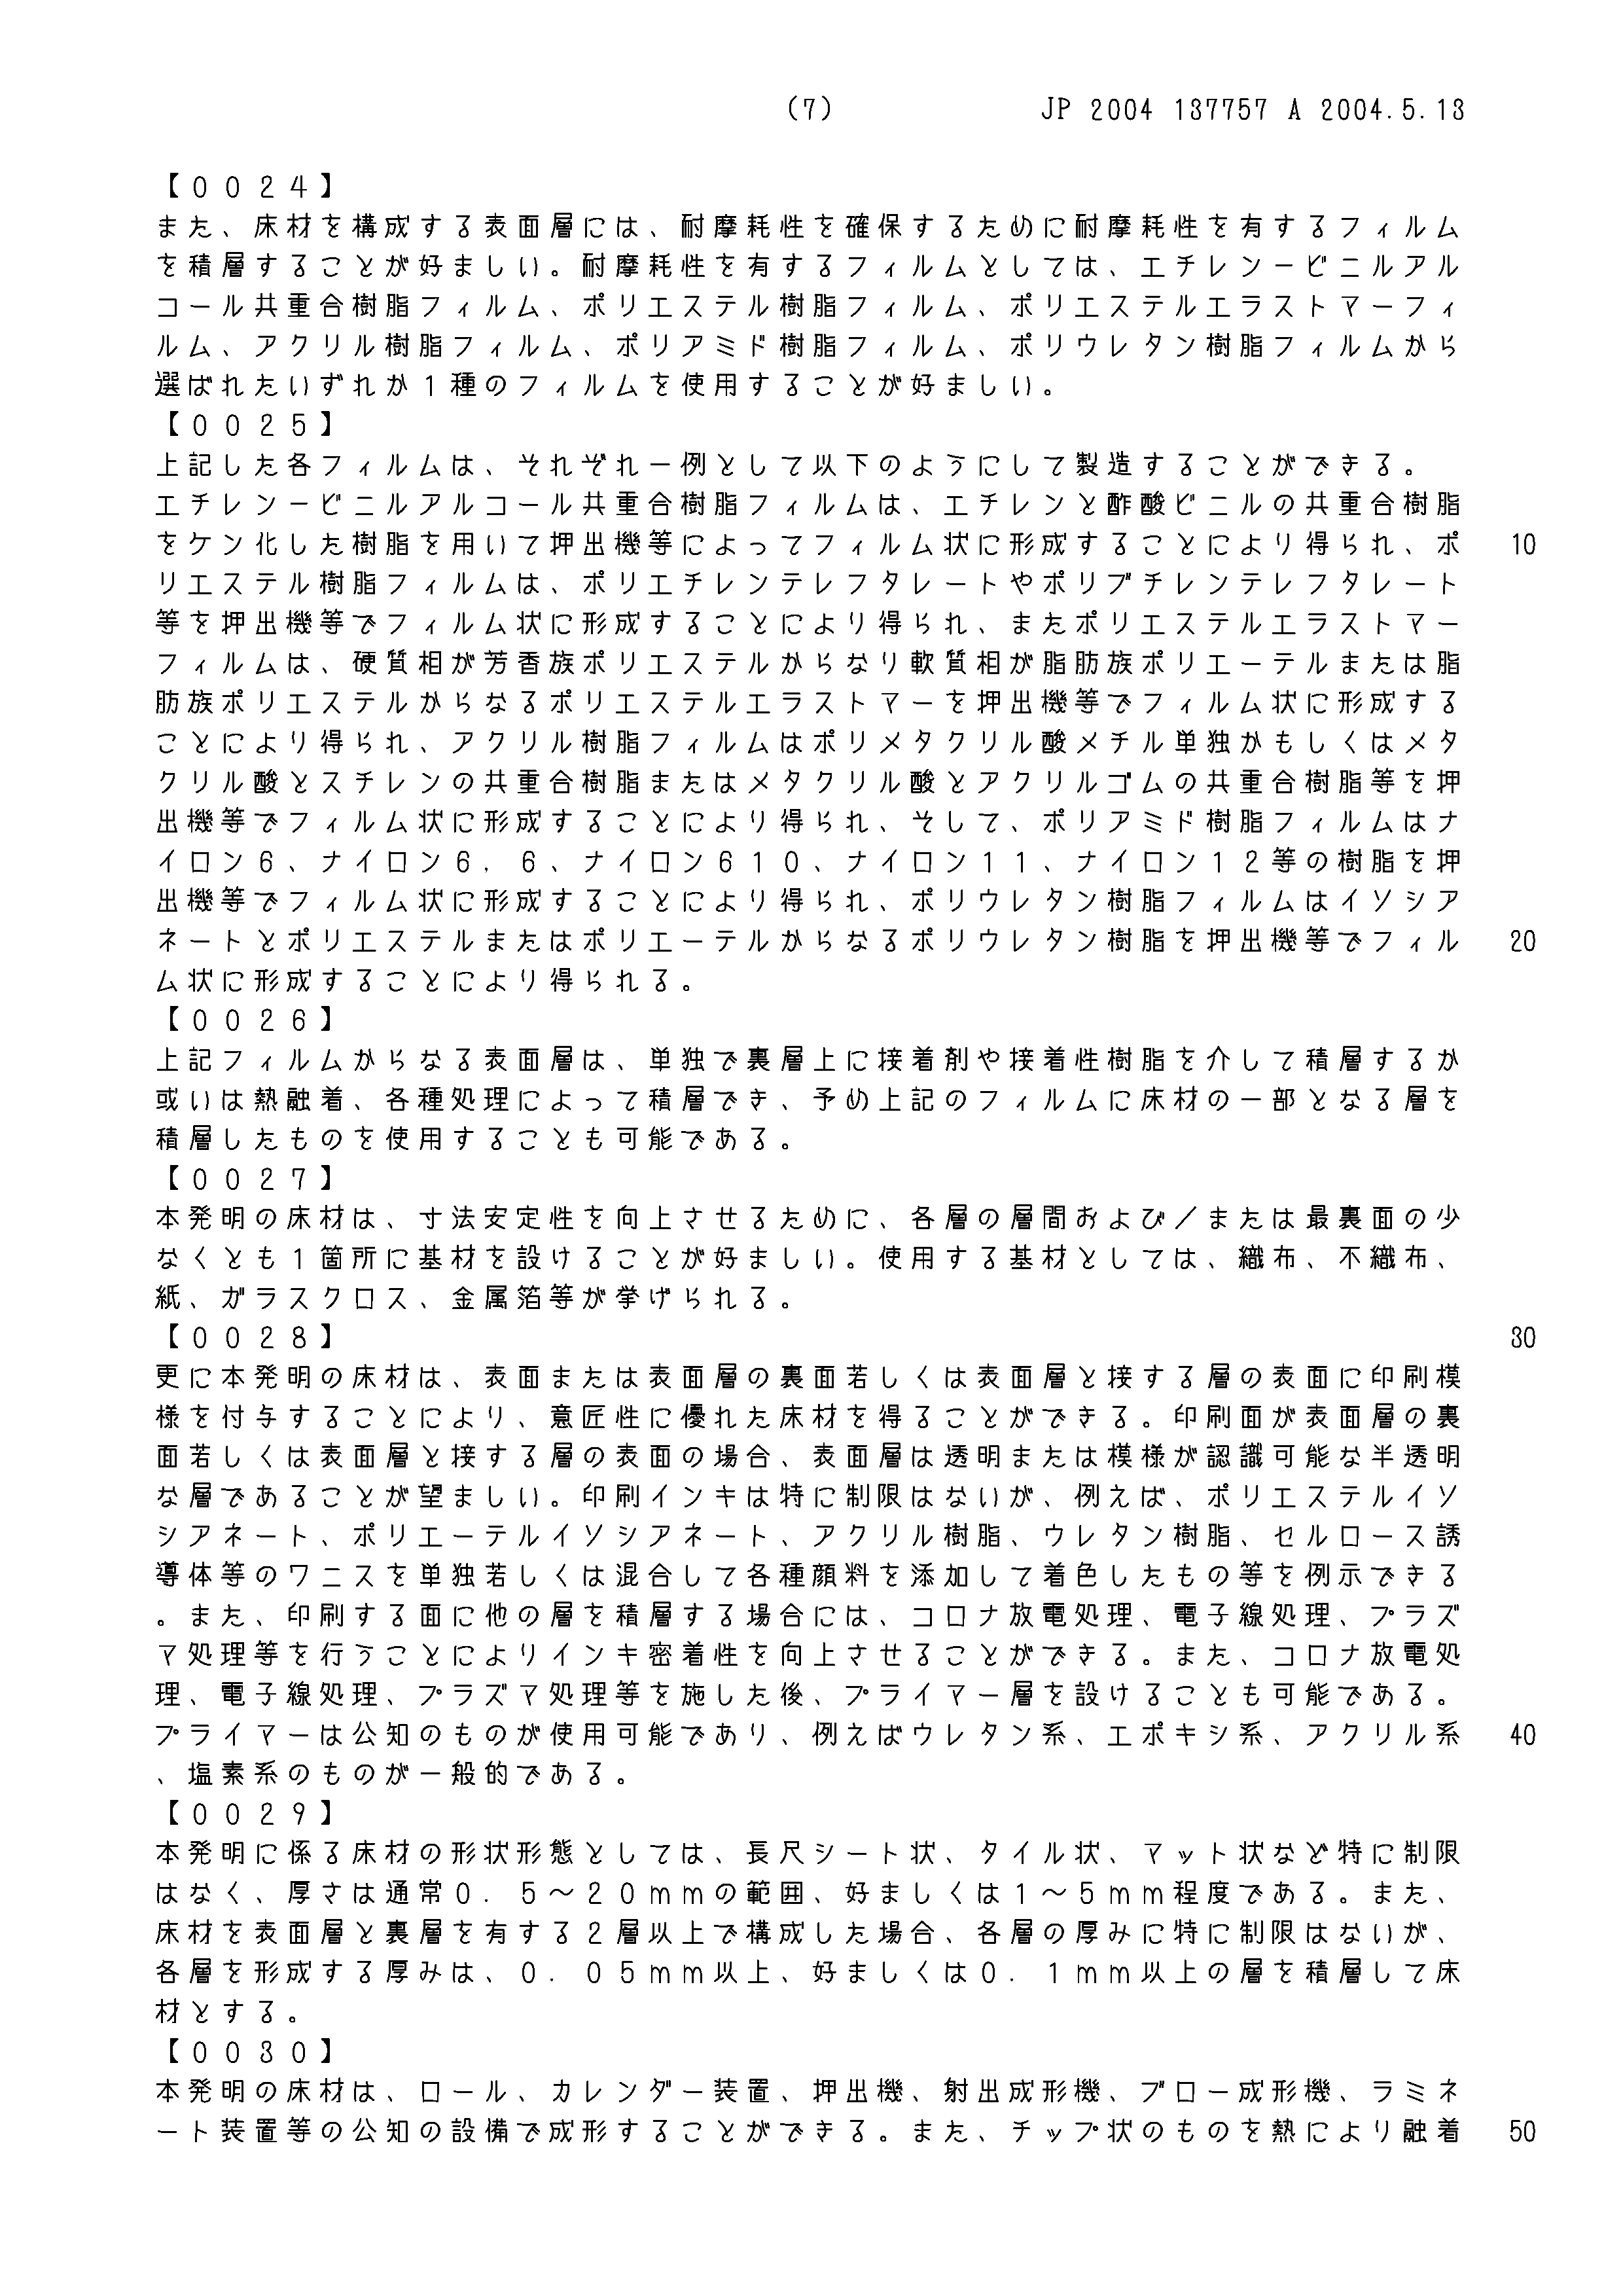 (7) JP 2004 137757 A 2004.5.13
【0024】
また、床材を構成する表面層には、耐摩耗性を確保するために耐摩耗性を有するフィルム
を積層することが好ましい。耐摩耗性を有するフィルムとしては、エチレン－ビニルアル
コール共重合樹脂フィルム、ポリエステル樹脂フィルム、ポリエステルエラストマーフィ
ルム、アクリル樹脂フィルム、ポリアミド樹脂フィルム、ポリウレタン樹脂フィルムから
選ばれたいずれか１種のフィルムを使用することが好ましい。
【0025】
上記した各フィルムは、それぞれ一例として以下のようにして製造することができる。
エチレン－ビニルアルコール共重合樹脂フィルムは、エチレンと酢酸ビニルの共重合樹脂
をケン化した樹脂を用いて押出機等によってフィルム状に形成することにより得られ、ポ 10
リエステル樹脂フィルムは、ポリエチレンテレフタレートやポリブチレンテレフタレート
等を押出機等でフィルム状に形成することにより得られ、またポリエステルエラストマー
フィルムは、硬質相が芳香族ポリエステルからなり軟質相が脂肪族ポリエーテルまたは脂
肪族ポリエステルからなるポリエステルエラストマーを押出機等でフィルム状に形成する
ことにより得られ、アクリル樹脂フィルムはポリメタクリル酸メチル単独かもしくはメタ
クリル酸とスチレンの共重合樹脂またはメタクリル酸とアクリルゴムの共重合樹脂等を押
出機等でフィルム状に形成することにより得られ、そして、ポリアミド樹脂フィルムはナ
イロン６、ナイロン６．６、ナイロン６１０、ナイロン１１、ナイロン１２等の樹脂を押
出機等でフィルム状に形成することにより得られ、ポリウレタン樹脂フィルムはイソシア
ネートとポリエステルまたはポリエーテルからなるポリウレタン樹脂を押出機等でフィル 20
ム状に形成することにより得られる。
【0026】
上記フィルムからなる表面層は、単独で裏層上に接着剤や接着性樹脂を介して積層するか
或いは熱融着、各種処理によって積層でき、予め上記のフィルムに床材の一部となる層を
積層したものを使用することも可能である。
【0027】
本発明の床材は、寸法安定性を向上させるために、各層の層間および／または最裏面の少
なくとも１箇所に基材を設けることが好ましい。使用する基材としては、織布、不織布、
紙、ガラスクロス、金属箔等が挙げられる。
【0028】 30
更に本発明の床材は、表面または表面層の裏面若しくは表面層と接する層の表面に印刷模
様を付与することにより、意匠性に優れた床材を得ることができる。印刷面が表面層の裏
面若しくは表面層と接する層の表面の場合、表面層は透明または模様が認識可能な半透明
な層であることが望ましい。印刷インキは特に制限はないが、例えば、ポリエステルイソ
シアネート、ポリエーテルイソシアネート、アクリル樹脂、ウレタン樹脂、セルロース誘
導体等のワニスを単独若しくは混合して各種顔料を添加して着色したもの等を例示できる
。また、印刷する面に他の層を積層する場合には、コロナ放電処理、電子線処理、プラズ
マ処理等を行うことによりインキ密着性を向上させることができる。また、コロナ放電処
理、電子線処理、プラズマ処理等を施した後、プライマー層を設けることも可能である。
プライマーは公知のものが使用可能であり、例えばウレタン系、エポキシ系、アクリル系 40
、塩素系のものが一般的である。
【0029】
本発明に係る床材の形状形態としては、長尺シート状、タイル状、マット状など特に制限
はなく、厚さは通常０．５～２０ｍｍの範囲、好ましくは１～５ｍｍ程度である。また、
床材を表面層と裏層を有する２層以上で構成した場合、各層の厚みに特に制限はないが、
各層を形成する厚みは、０．０５ｍｍ以上、好ましくは０．１ｍｍ以上の層を積層して床
材とする。
【0030】
本発明の床材は、ロール、カレンダー装置、押出機、射出成形機、ブロー成形機、ラミネ
ート装置等の公知の設備で成形することができる。また、チップ状のものを熱により融着 50